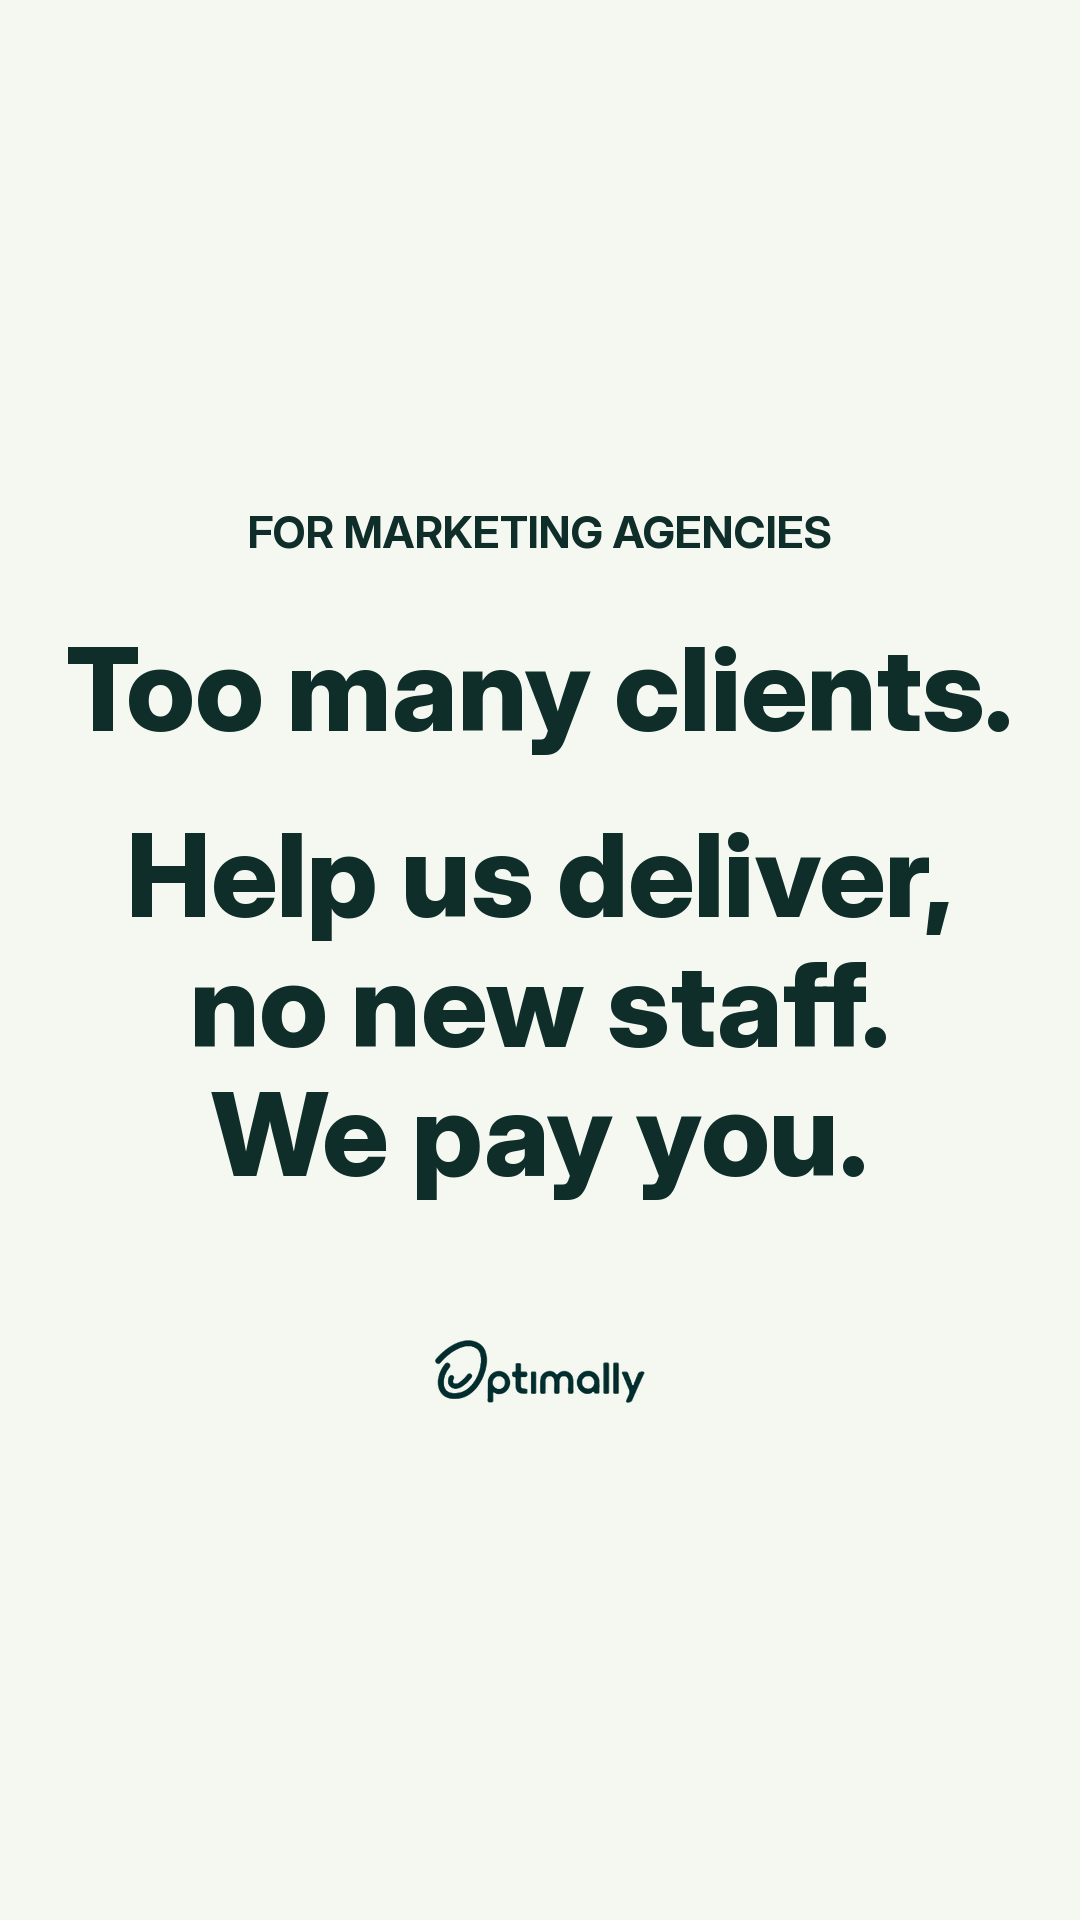 FOR MARKETING AGENCIES
Too many clients.
Help us deliver,
no new staff.
We pay you.
Optimally